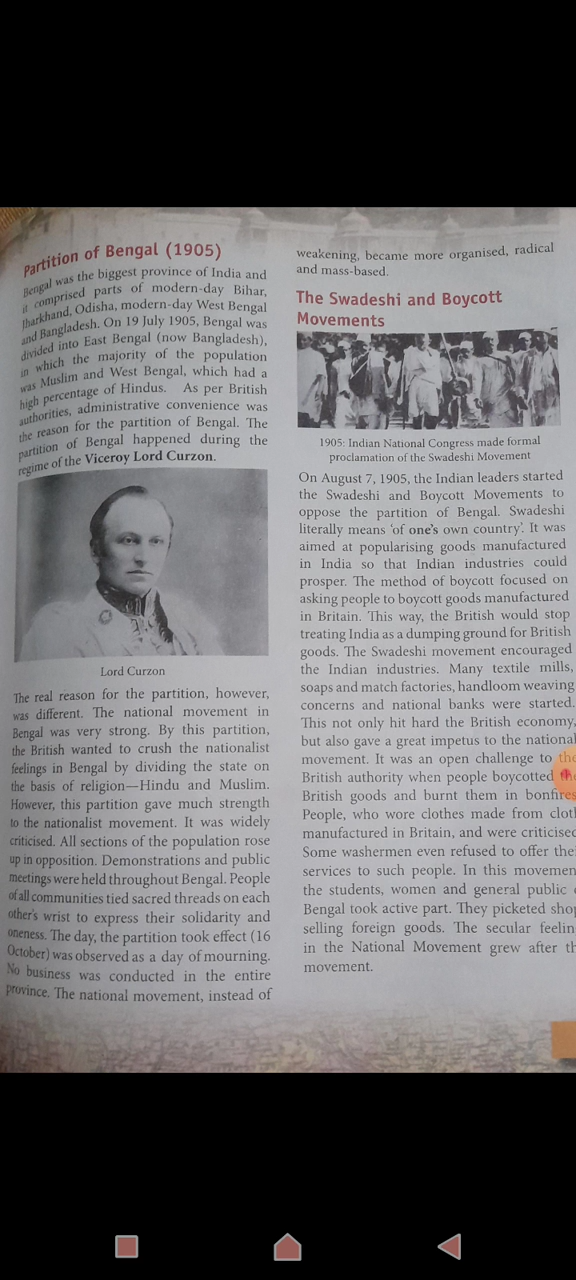 Partition of Bengal (1905)
Bengal was the biggest province of India and
it comprised parts of modern-day Bihar,
Jharkhand, Odisha, modern-day West Bengal
and Bangladesh. On 19 July 1905, Bengal was
divided into East Bengal (now Bangladesh),
in which the majority of the population
was Muslim and West Bengal, which had a
high percentage of Hindus. As per British
authorities, administrative convenience was
the reason for the partition of Bengal. The
partition of Bengal happened during the
regime of the Viceroy Lord Curzon.
Lord Curzon
The real reason for the partition, however,
was different. The national movement in
Bengal was very strong. By this partition,
the British wanted to crush the nationalist
feelings in Bengal by dividing the state on
the basis of religion—Hindu and Muslim.
However, this partition gave much strength
to the nationalist movement. It was widely
criticised. All sections of the population rose
up in opposition. Demonstrations and public
meetings were held throughout Bengal. People
of all communities tied sacred threads on each
other's wrist to express their solidarity and
oneness. The day, the partition took effect (16
October) was observed as a day of mourning.
No business was conducted in the entire
province. The national movement, instead of
weakening, became more organised, radical
and mass-based.
The Swadeshi and Boycott
Movements
1905: Indian National Congress made formal
proclamation of the Swadeshi Movement
On August 7, 1905, the Indian leaders started
the Swadeshi and Boycott Movements to
oppose the partition of Bengal. Swadeshi
literally means 'of one's own country'. It was
aimed at popularising goods manufactured
in India so that Indian industries could
prosper. The method of boycott focused on
asking people to boycott goods manufactured
in Britain. This way, the British would stop
treating India as a dumping ground for British
goods. The Swadeshi movement encouraged
the Indian industries. Many textile mills,
soaps and match factories, handloom weaving
concerns and national banks were started.
This not only hit hard the British economy,
but also gave a great impetus to the national
movement. It was an open challenge to the
British authority when people boycotted
British goods and burnt them in bonfires
People, who wore clothes made from
manufactured in Britain, and were criticised
Some washermen even refused to offer
services to such people. In this
the students, women and general public
Bengal took active part. They picketed
selling foreign goods. The secular
in the National Movement grew after
movement.